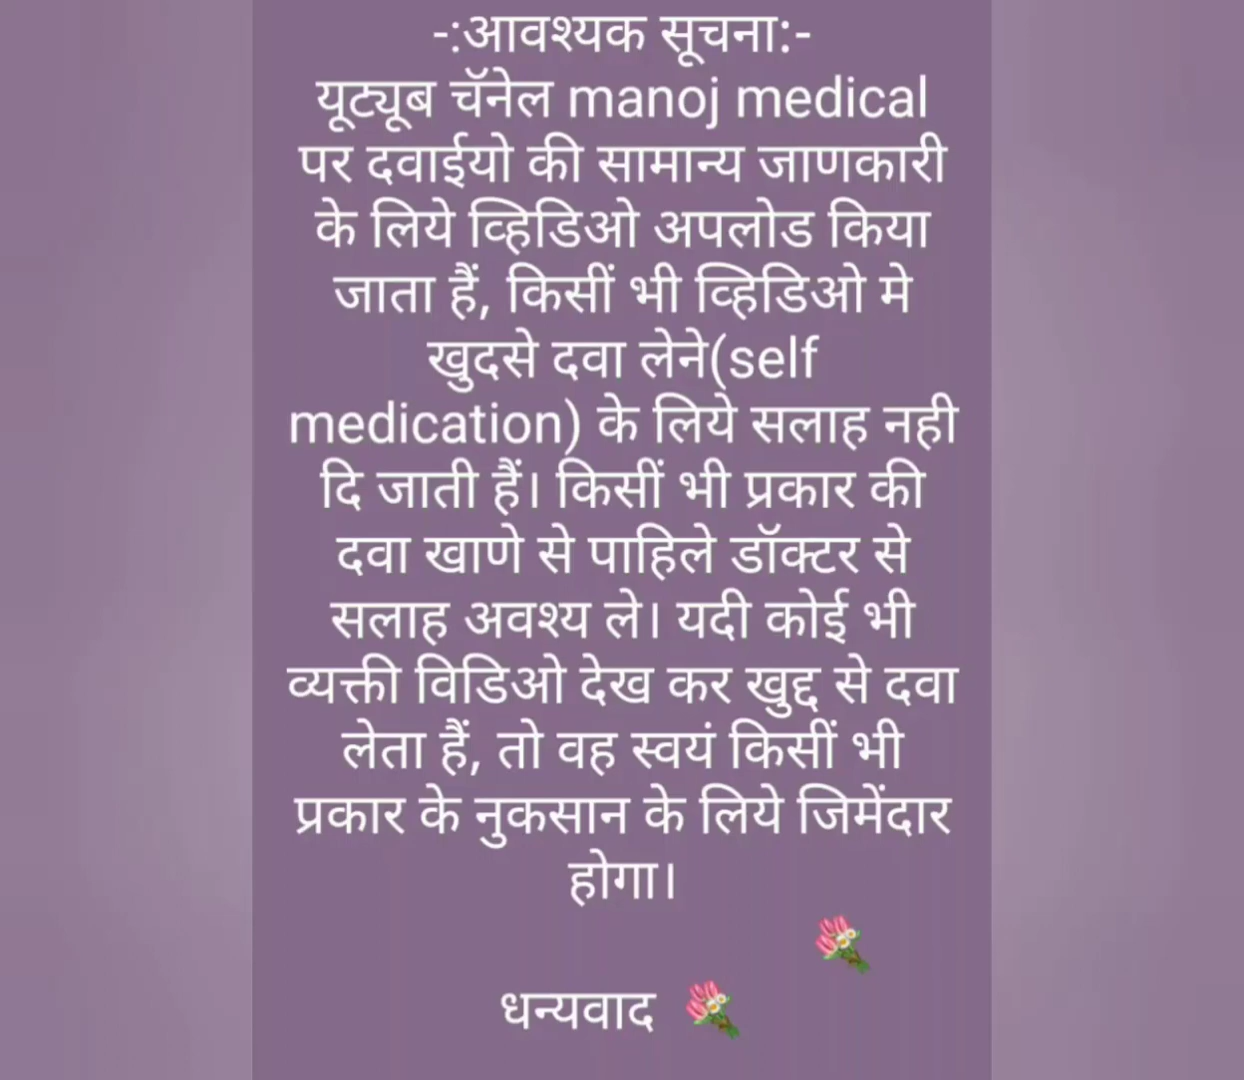 -:आवश्यक सूचना:-
यूट्यूब चॅनेल manoj medical
पर दवाईयो की सामान्य जाणकारी
के लिये व्हिडिओ अपलोड किया
जाता हैं, किसीं भी व्हिडिओ मे
खुदसे दवा लेने(self
medication) के लिये सलाह नही
दि जाती हैं। किसीं भी प्रकार की
दवा खाणे से पाहिले डॉक्टर से
सलाह अवश्य ले। यदी कोई भी
व्यक्ती विडिओ देख कर खुद्द से दवा
लेता हैं, तो वह स्वयं किसीं भी
प्रकार के नुकसान के लिये जिमेंदार
होगा।
धन्यवाद